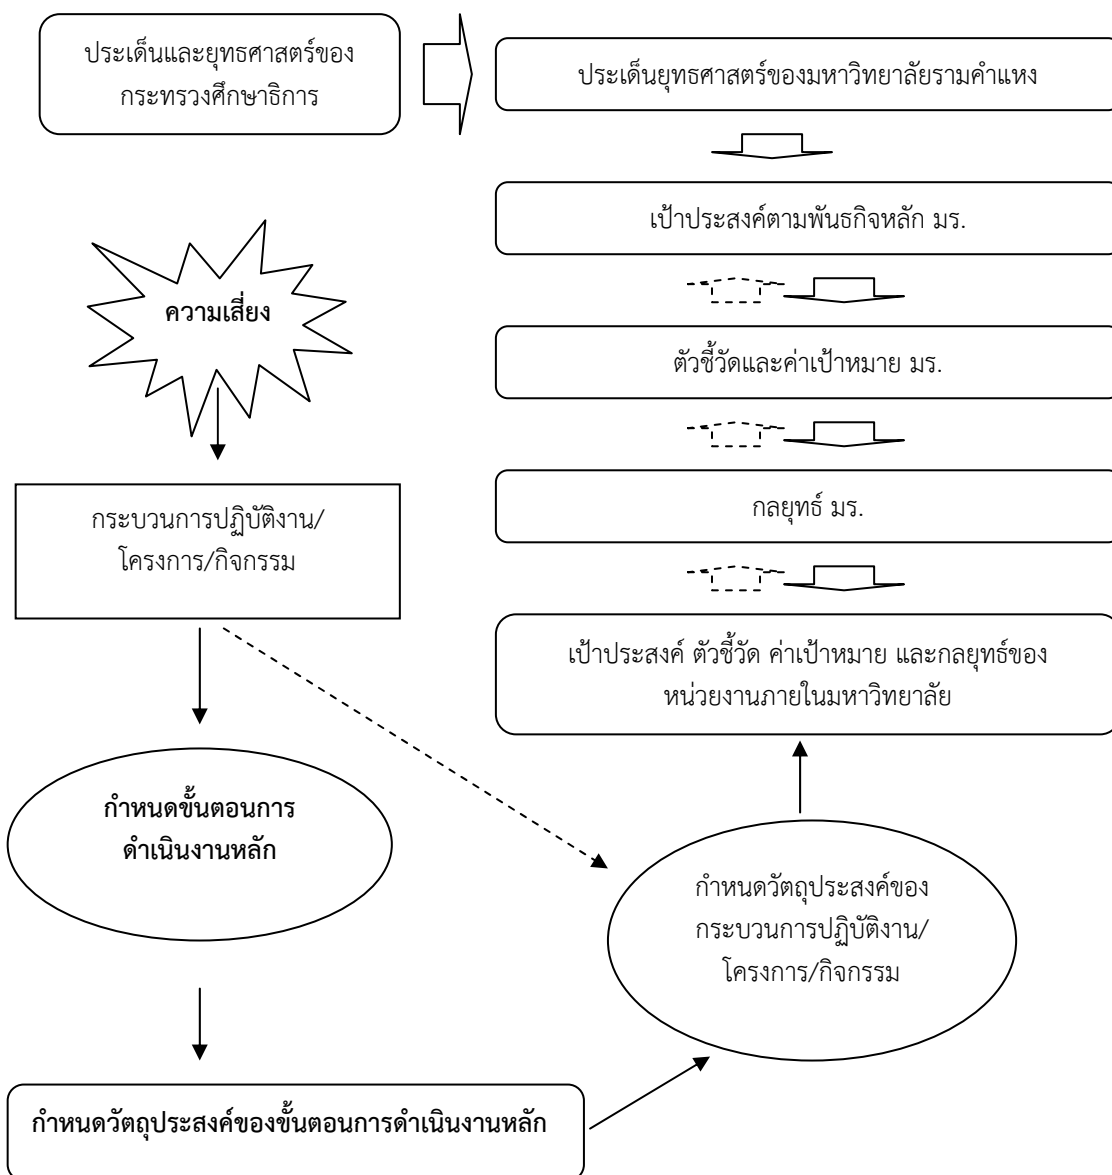 ประเด็นและยุทธศาสตร์ของ
กระทรวงศึกษาธิการ
ประเด็นยุทธศาสตร์ของมหาวิทยาลัยรามคำแหง
เป้าประสงค์ตามพันธกิจหลัก มร.
ความเสี่ยง
ตัวชี้วัดและค่าเป้าหมาย มร.
กลยุทธ์ มร.
กระบวนการปฏิบัติงาน/
โครงการ/กิจกรรม
เป้าประสงค์ ตัวชี้วัด ค่าเป้าหมาย และกลยุทธ์ของ
หน่วยงานภายในมหาวิทยาลัย
กำหนดขั้นตอนการ
ดำเนินงานหลัก
กำหนดวัตถุประสงค์ของ
กระบวนการปฏิบัติงาน/
โครงการ/กิจกรรม
กำหนดวัตถุประสงค์ของขั้นตอนการดำเนินงานหลัก